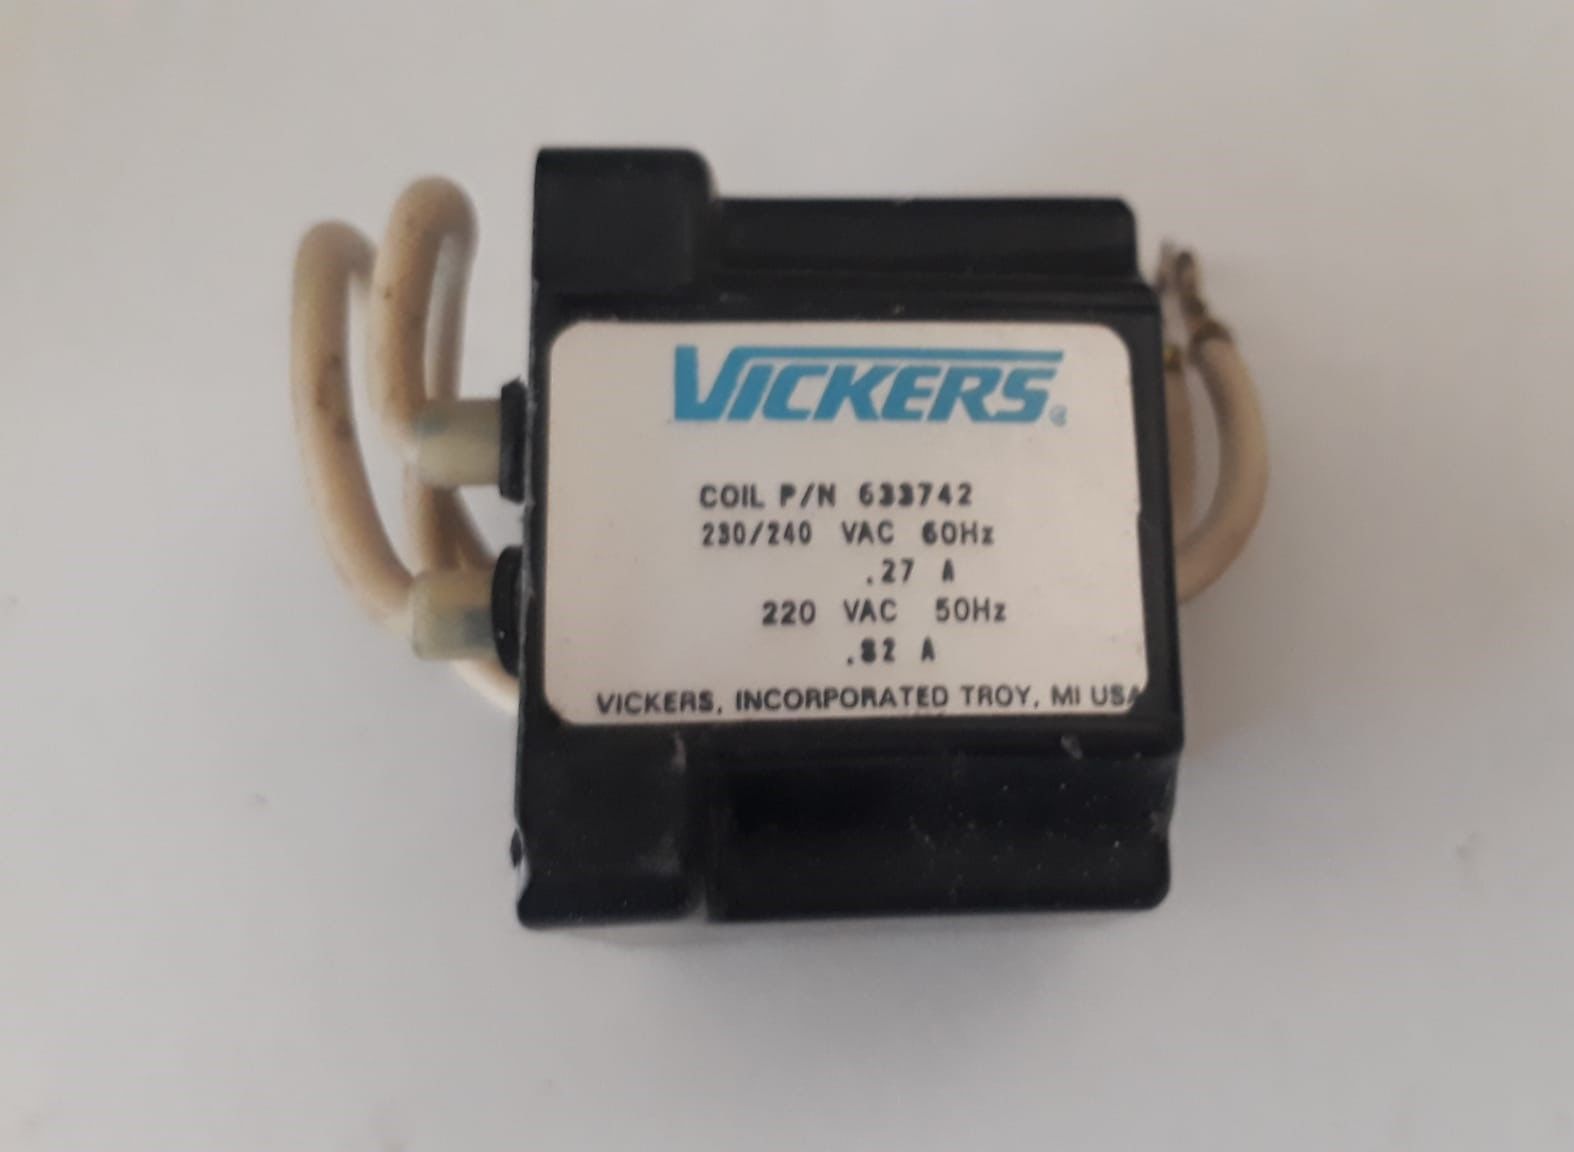 VICKERS®
COIL P/N 633742
230/240 VAC 60Hz
.27 A
220 VAC 50Hz
.32 A
VICKERS, INCORPORATED TROY, MI USA